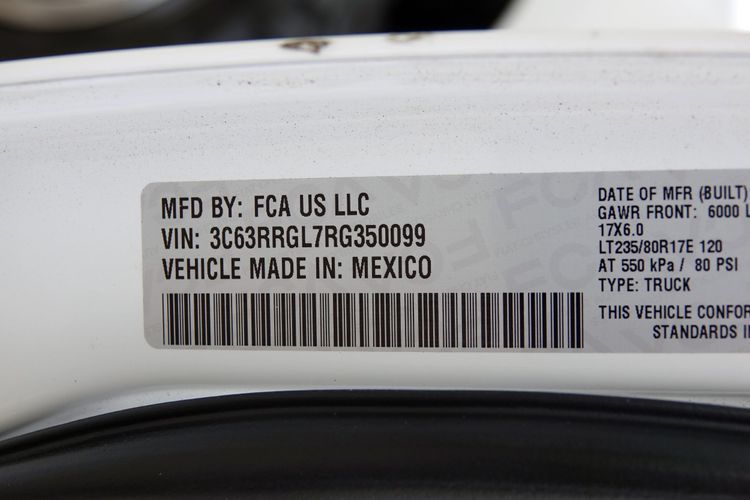 MFD BY: FCA US LLC
VIN: 3C63RRGL7RG350099
VEHICLE MADE IN: MEXICO
DATE OF MFR (BUILT)
GAWR FRONT: 6000 L
17X6.0
LT235/80R17E 120
AT 550 kPa / 80 PSI
TYPE: TRUCK
THIS VEHICLE CONFOR
STANDARDS I